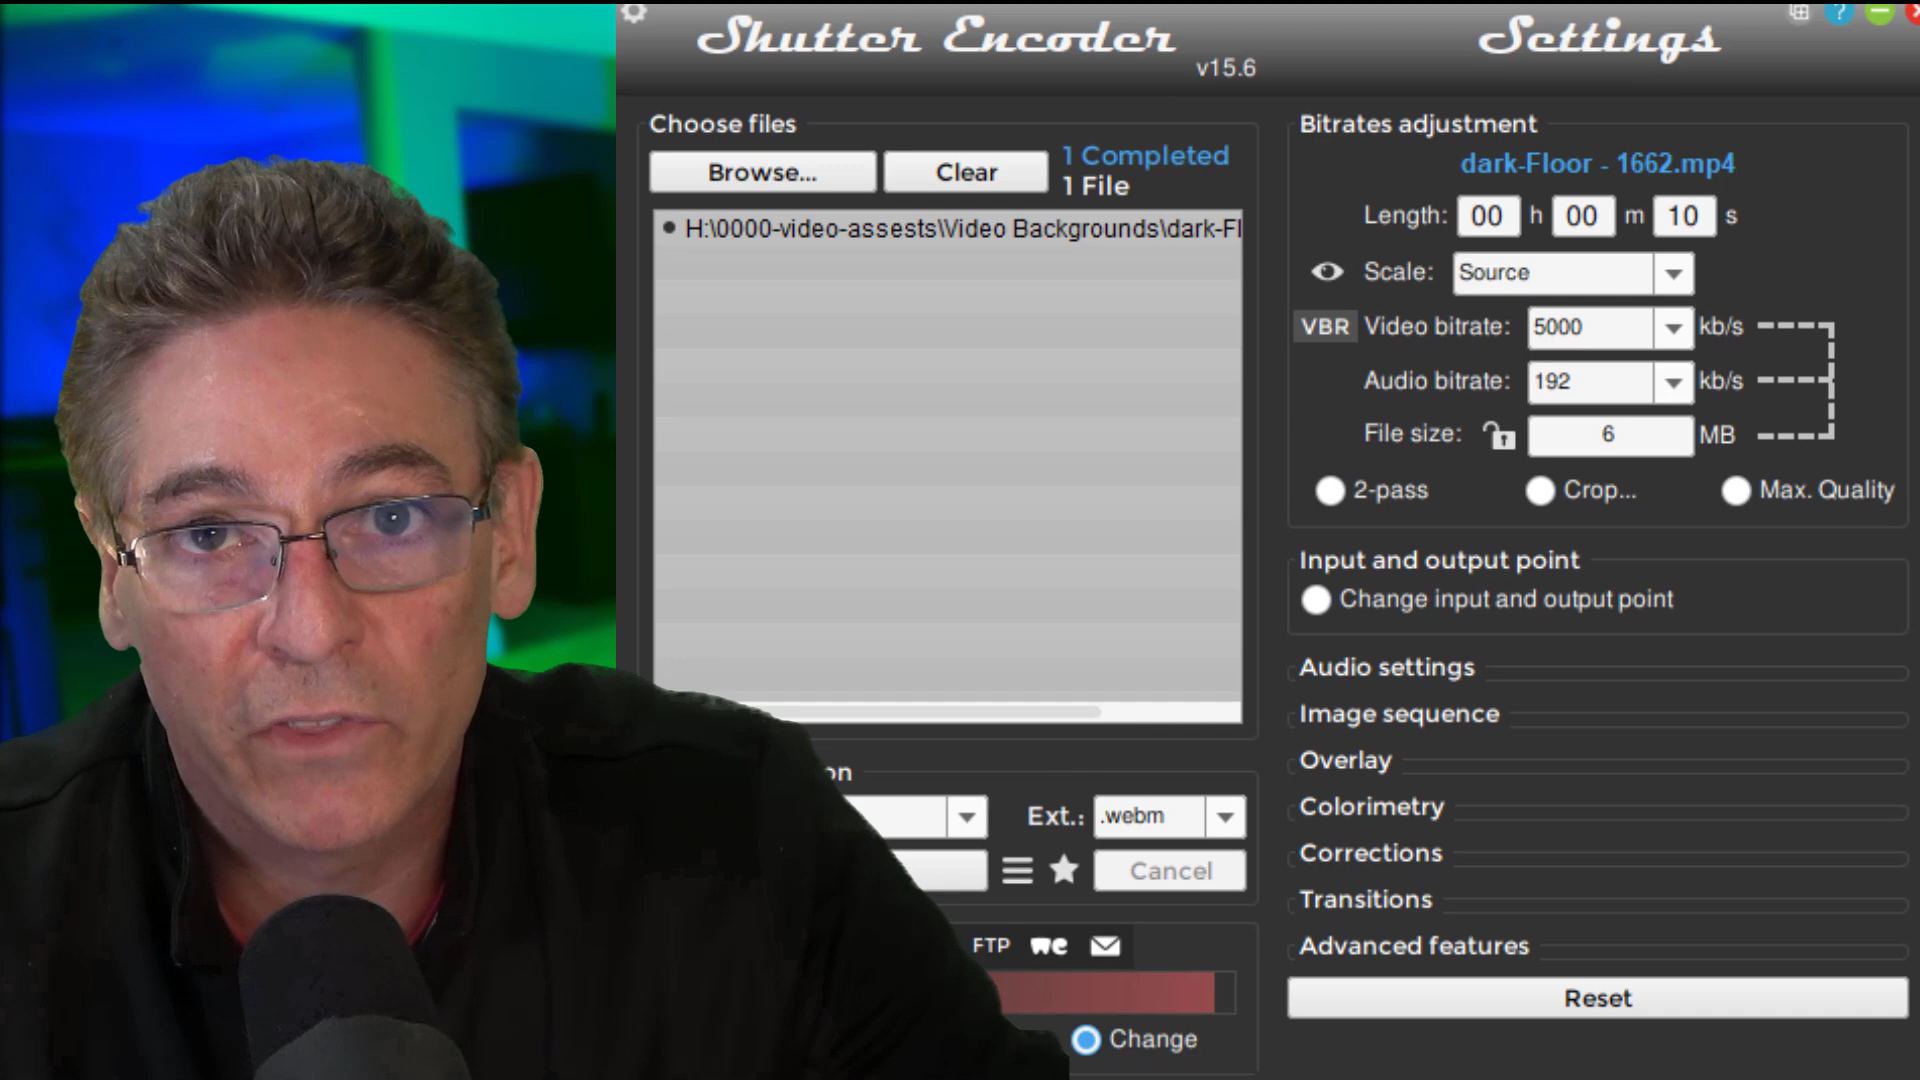 Shutter Encoder
v15.6
Settings
?
Choose files
Browse...
Clear
1 Completed
1 File
H:\0000-video-assests\Video Backgrounds\dark-Fl
on
Ext.:
.webm
Cancel
FTP
we
Change
Bitrates adjustment
dark-Floor - 1662.mp4
Length: 00 h 00 m 10 s
Scale: Source
VBR Video bitrate: 5000 kb/s
Audio bitrate: 192 kb/s
File size: 6 MB
2-pass
Crop...
Max. Quality
Input and output point
Change input and output point
Audio settings
Image sequence
Overlay
Colorimetry
Corrections
Transitions
Advanced features
Reset